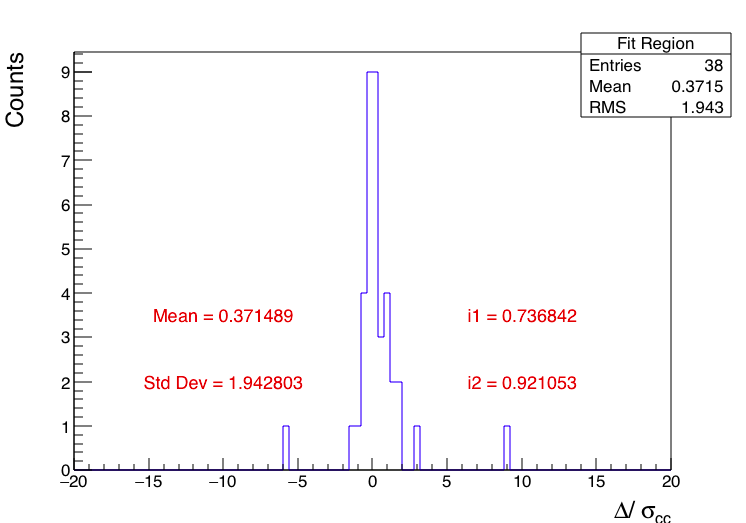 Fit Region
Entries 38
Mean 0.3715
RMS 1.943
Counts
9
8
7
6
5
4
3
2
1
0
Mean = 0.371489
i1 = 0.736842
Std Dev = 1.942803
i2 = 0.921053
−20 −15 −10 −5 0 5 10 15 20
Δ/ σcc